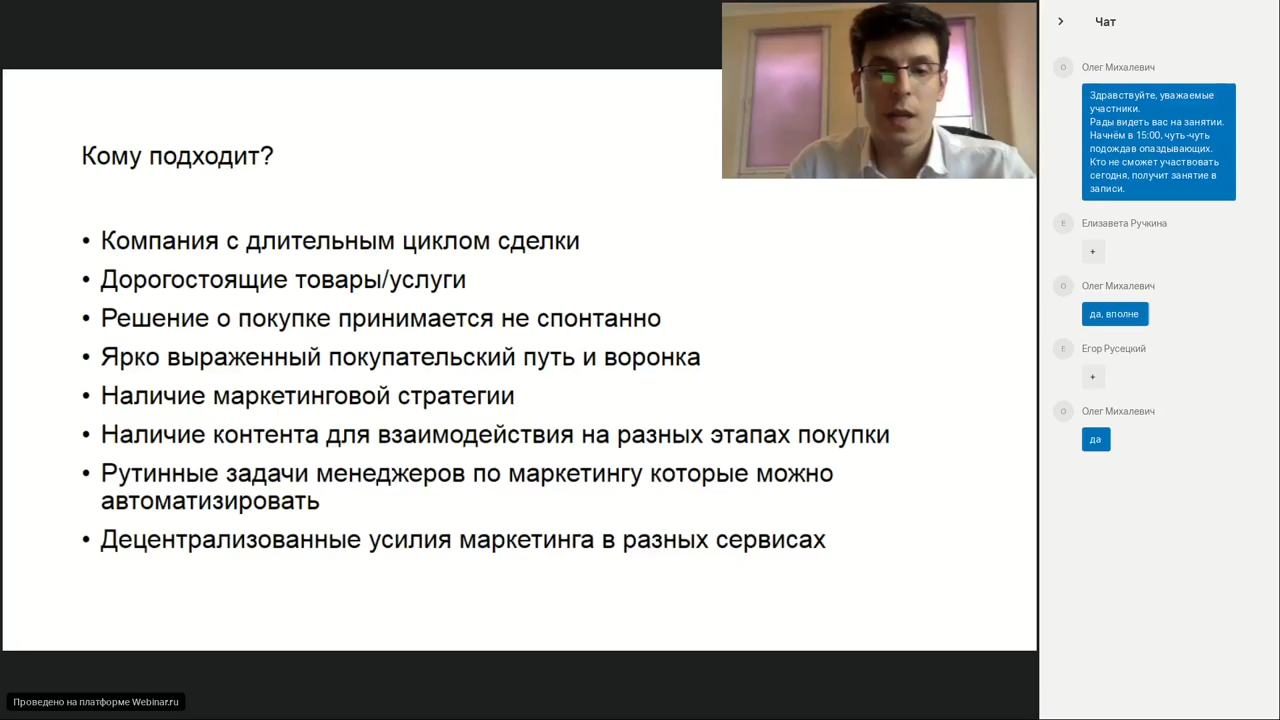 Кому подходит?
• Компания с длительным циклом сделки
• Дорогостоящие товары/услуги
• Решение о покупке принимается не спонтанно
• Ярко выраженный покупательский путь и воронка
• Наличие маркетинговой стратегии
• Наличие контента для взаимодействия на разных этапах покупки
• Рутинные задачи менеджеров по маркетингу которые можно
автоматизировать
• Децентрализованные усилия маркетинга в разных сервисах
Проведено на платформе Webinar.ru
Чат
О
Олег Михалевич
Здравствуйте, уважаемые
участники.
Рады видеть вас на занятии.
Начнём в 15:00, чуть-чуть
подождав опаздывающих.
Кто не сможет участвовать
сегодня, получит занятие в
записи.
Е
Елизавета Ручкина
+
О
Олег Михалевич
да, вполне
Е
Егор Русецкий
+
О
Олег Михалевич
да